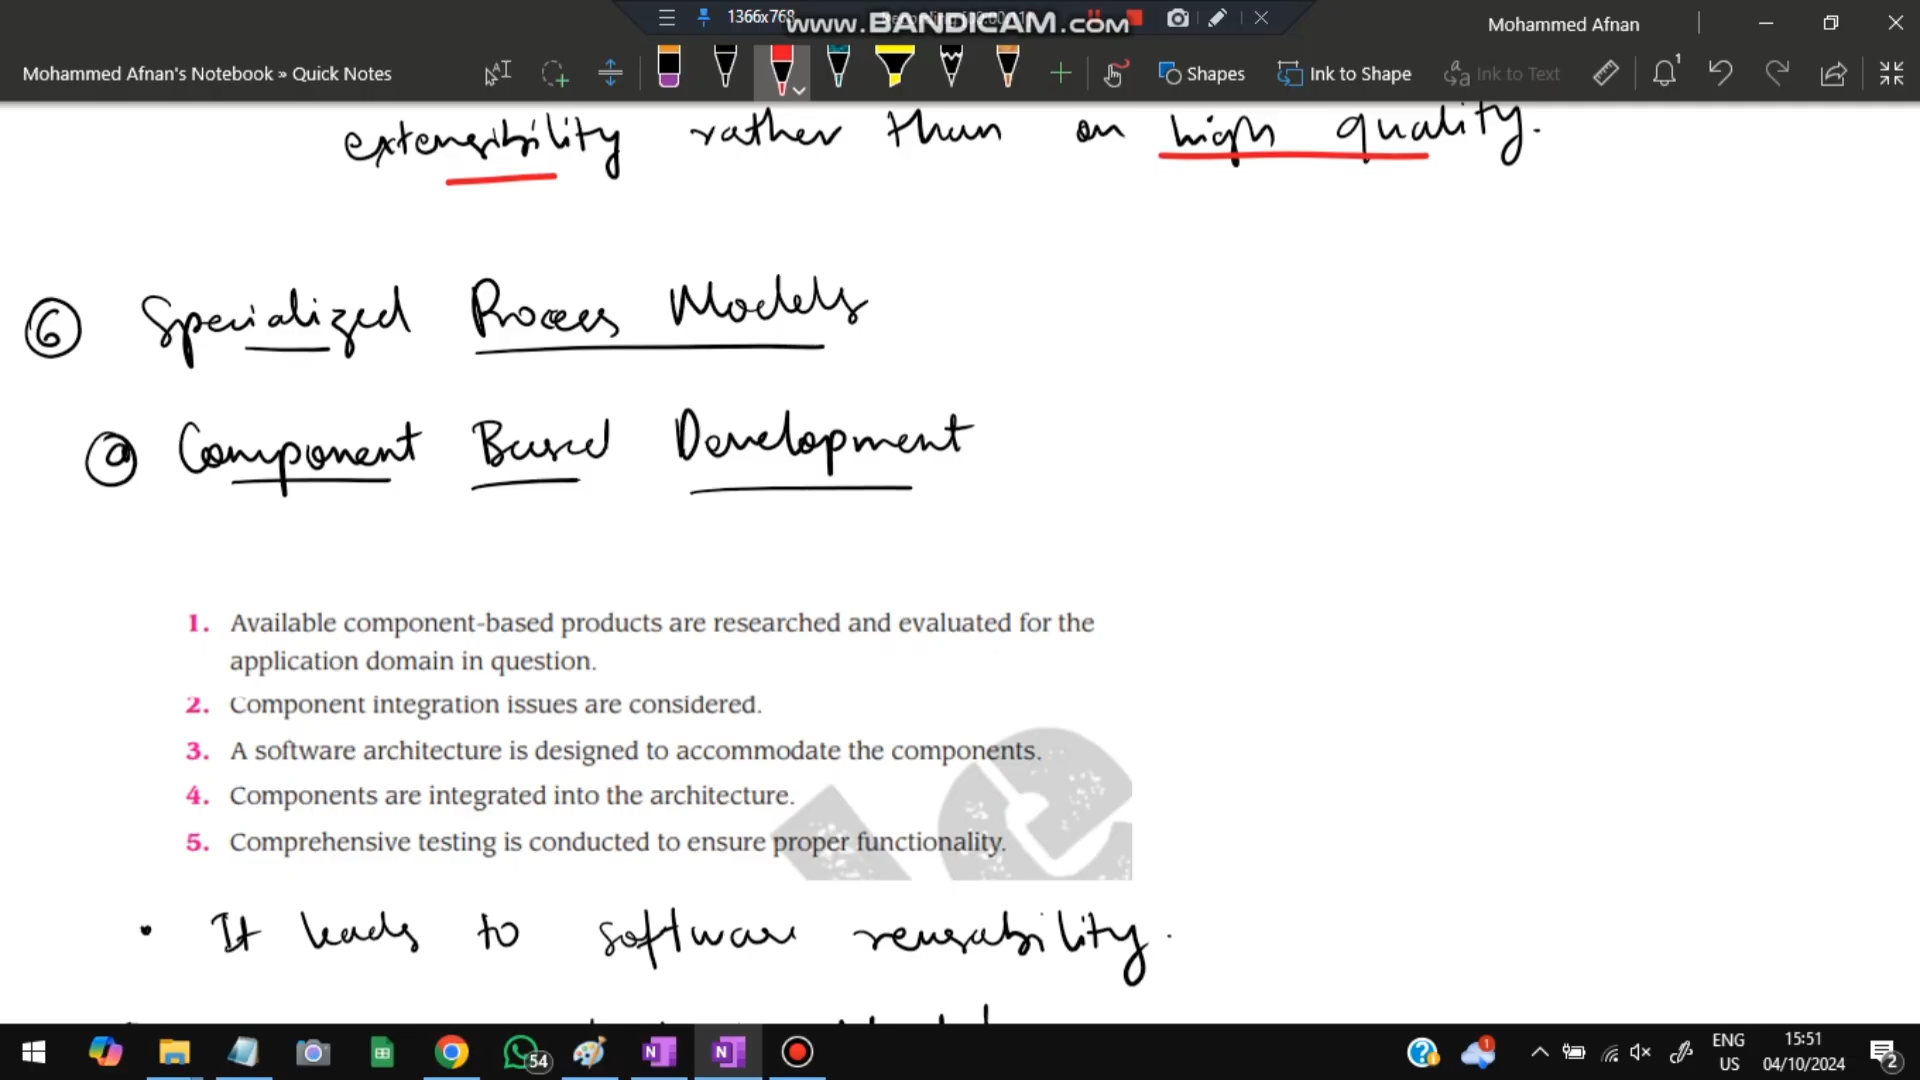 1366x768
www.BANDICAM.com
Mohammed Afnan
Mohammed Afnan's Notebook » Quick Notes
Shapes
Ink to Shape
Ink to Text
1
extensibility rather than on high quality.
6 Specialized Process Models
a Component Based Development
1. Available component-based products are researched and evaluated for the
application domain in question.
2. Component integration issues are considered.
3. A software architecture is designed to accommodate the components.
4. Components are integrated into the architecture.
5. Comprehensive testing is conducted to ensure proper functionality.
• It leads to software reusability.
54
1
ENG
US
15:51
04/10/2024
2